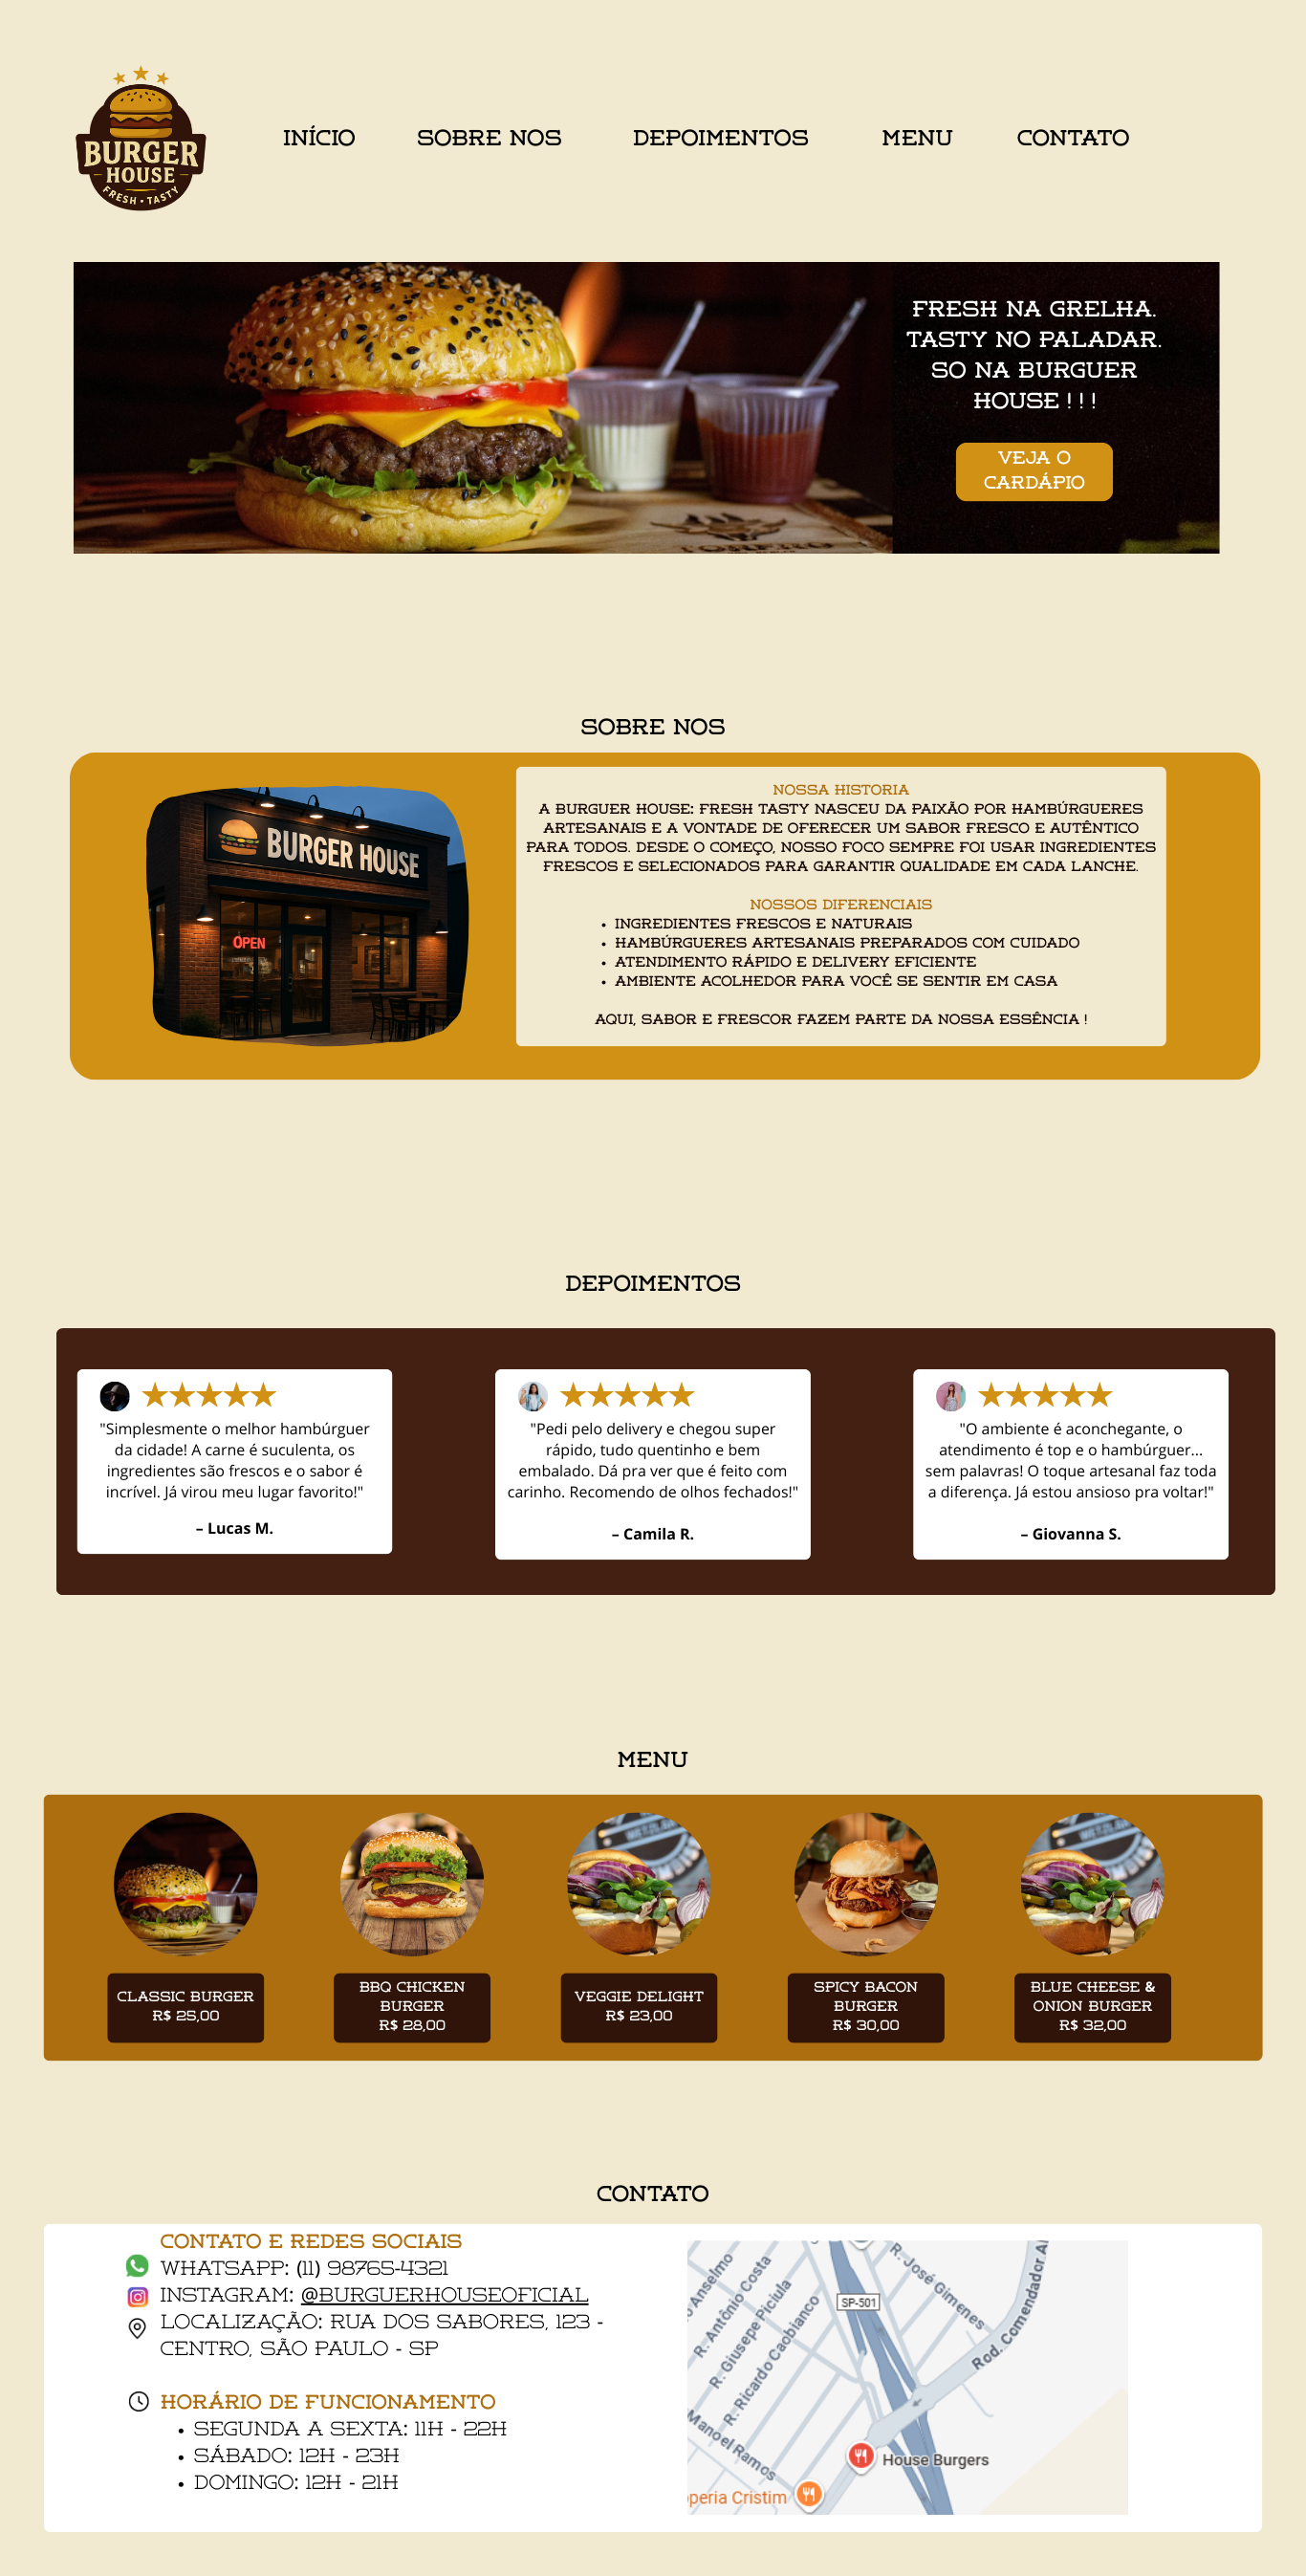 BURGER
HOUSE
FRESH • TASTY
INÍCIO
SOBRE NOS
DEPOIMENTOS
MENU
CONTATO
FRESH NA GRELHA.
TASTY NO PALADAR.
SO NA BURGUER
HOUSE ! ! !
VEJA O
CARDÁPIO
SOBRE NOS
BURGER HOUSE
OPEN
NOSSA HISTORIA
A BURGUER HOUSE: FRESH TASTY NASCEU DA PAIXÃO POR HAMBÚRGUERES
ARTESANAIS E A VONTADE DE OFERECER UM SABOR FRESCO E AUTÊNTICO
PARA TODOS. DESDE O COMEÇO, NOSSO FOCO SEMPRE FOI USAR INGREDIENTES
FRESCOS E SELECIONADOS PARA GARANTIR QUALIDADE EM CADA LANCHE.
NOSSOS DIFERENCIAIS
• INGREDIENTES FRESCOS E NATURAIS
• HAMBÚRGUERES ARTESANAIS PREPARADOS COM CUIDADO
• ATENDIMENTO RÁPIDO E DELIVERY EFICIENTE
• AMBIENTE ACOLHEDOR PARA VOCÊ SE SENTIR EM CASA
AQUI, SABOR E FRESCOR FAZEM PARTE DA NOSSA ESSÊNCIA !
DEPOIMENTOS
"Simplesmente o melhor hambúrguer
da cidade! A carne é suculenta, os
ingredientes são frescos e o sabor é
incrível. Já virou meu lugar favorito!"
– Lucas M.
"Pedi pelo delivery e chegou super
rápido, tudo quentinho e bem
embalado. Dá pra ver que é feito com
carinho. Recomendo de olhos fechados!"
– Camila R.
"O ambiente é aconchegante, o
atendimento é top e o hambúrguer...
sem palavras! O toque artesanal faz toda
a diferença. Já estou ansioso pra voltar!"
– Giovanna S.
MENU
CLASSIC BURGER
R$ 25,00
BBQ CHICKEN
BURGER
R$ 28,00
VEGGIE DELIGHT
R$ 23,00
SPICY BACON
BURGER
R$ 30,00
BLUE CHEESE &
ONION BURGER
R$ 32,00
CONTATO
CONTATO E REDES SOCIAIS
WHATSAPP: (11) 98765-4321
INSTAGRAM: @BURGUERHOUSEOFICIAL
LOCALIZAÇÃO: RUA DOS SABORES, 123 -
CENTRO, SÃO PAULO - SP
HORÁRIO DE FUNCIONAMENTO
• SEGUNDA A SEXTA: 11H - 22H
• SÁBADO: 12H - 23H
• DOMINGO: 12H - 21H
o Anselmo
R. Antônio Costa
R. Giusepe Piciula
R. Ricardo Caobianco
Manoel Ramos
SP-501
R. José Gimenes
Rod. Comendador Al
House Burgers
peria Cristim